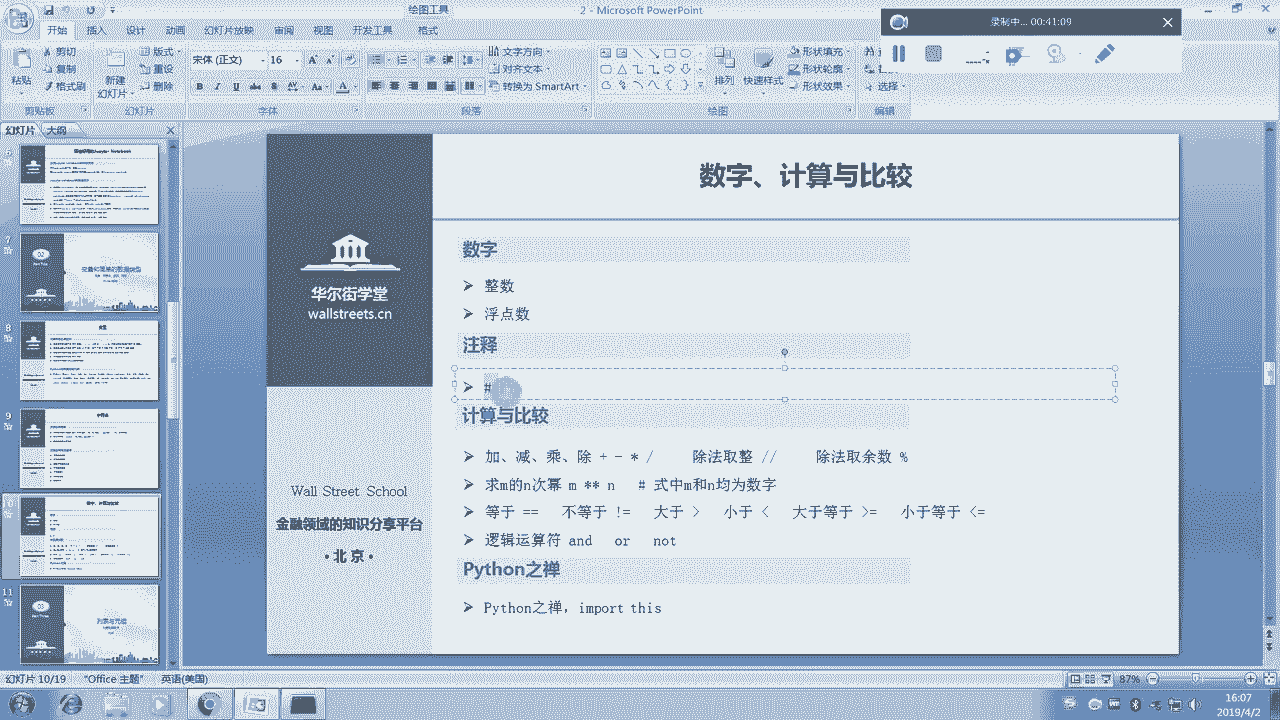 绘图工具
2 - Microsoft PowerPoint
录制中... 00:41:09
开始 插入 设计 动画 幻灯片放映 审阅 视图 开发工具 格式
剪切
复制
格式刷
粘贴
剪贴板
新建
幻灯片
版式
重设
删除
幻灯片
宋体 (正文) 16
字体
文字方向
对齐文本
转换为 SmartArt
段落
排列
快速样式
形状填充
形状轮廓
形状效果
绘图
选择
编辑
幻灯片 大纲
7
8
9
11
数字、计算与比较
华尔街学堂
wallstreets.cn
Wall Street School
金融领域的知识分享平台
·北 京·
数字
整数
浮点数
注释
#
计算与比较
加、减、乘、除 + - * / 除法取整 // 除法取余数 %
求m的n次幂 m ** n # 式中m和n均为数字
等于 == 不等于 != 大于 > 小于 < 大于等于 >= 小于等于 <=
逻辑运算符 and or not
Python之禅
Python之禅，import this
幻灯片 10/19 "Office 主题" 英语(美国)
87%
16:07
2019/4/2